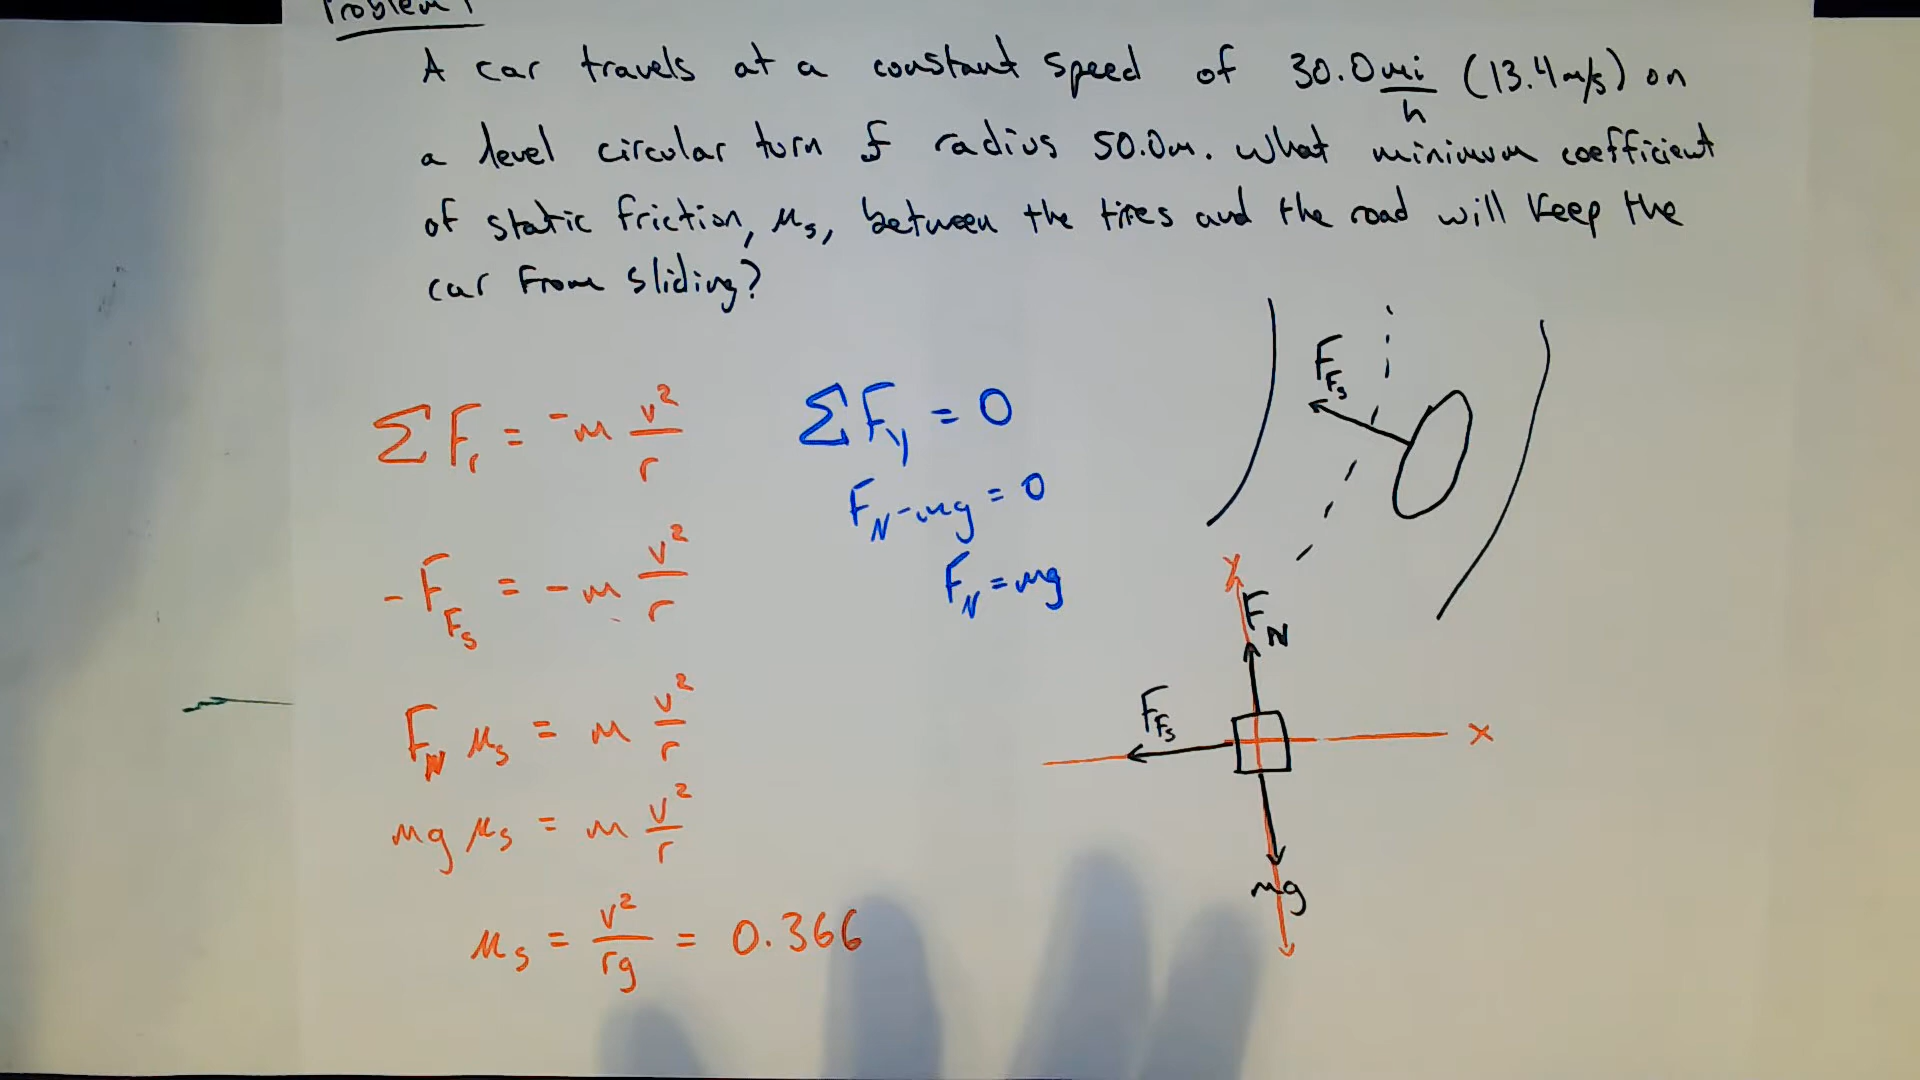 Problem 1
A car travels at a constant speed of 30.0 mi/h (13.4 m/s) on
a level circular turn of radius 50.0m. What minimum coefficient
of static friction, μs, between the tires and the road will keep the
car from sliding?
ΣFr = -m v²/r
-FFs = -m v²/r
FN μs = m v²/r
mg μs = m v²/r
μs = v²/rg = 0.366
ΣFy = 0
FN - mg = 0
FN = mg
FFs
y
FN
FFs
x
mg